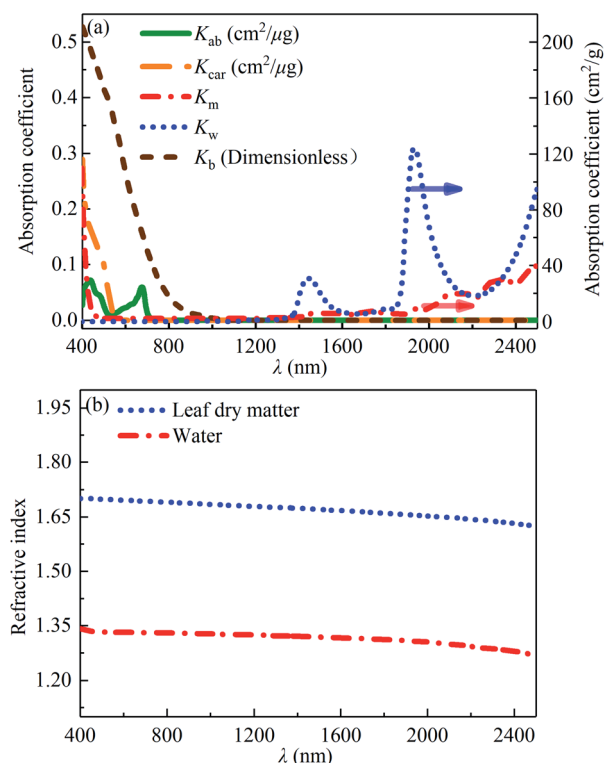 (a)
K_ab (cm²/μg)
K_car (cm²/μg)
K_m
K_w
K_b (Dimensionless）
Absorption coefficient
0.5
0.4
0.3
0.2
0.1
0.0
Absorption coefficient (cm²/g)
200
160
120
80
40
0
400 800 1200 1600 2000 2400
λ (nm)
(b)
Leaf dry matter
Water
Refractive index
1.95
1.80
1.65
1.50
1.35
1.20
400 800 1200 1600 2000 2400
λ (nm)